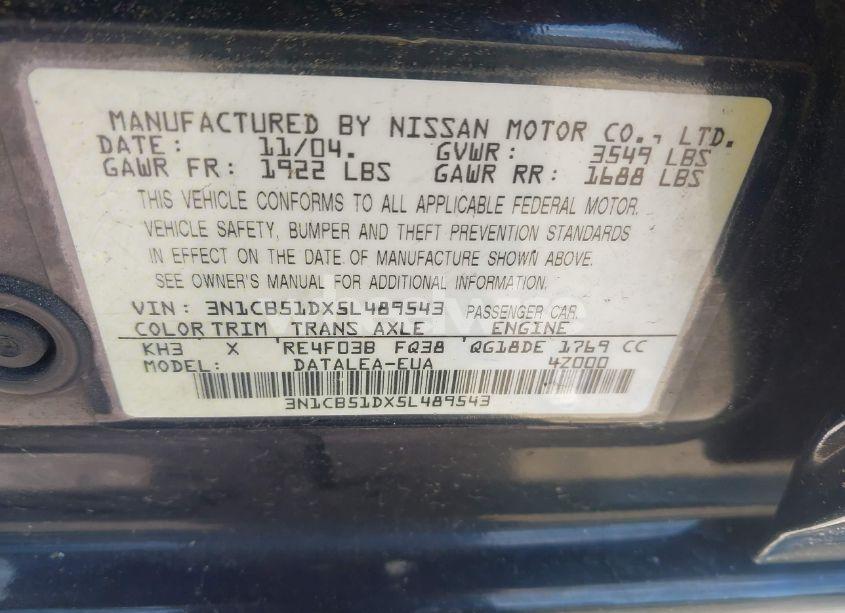 MANUFACTURED BY NISSAN MOTOR CO., LTD.
DATE: 11/04. GVWR: 3549 LBS
GAWR FR: 1922 LBS GAWR RR: 1688 LBS
THIS VEHICLE CONFORMS TO ALL APPLICABLE FEDERAL MOTOR
VEHICLE SAFETY, BUMPER AND THEFT PREVENTION STANDARDS
IN EFFECT ON THE DATE OF MANUFACTURE SHOWN ABOVE.
SEE OWNER'S MANUAL FOR ADDITIONAL INFORMATION.
VIN: 3N1CB51DX5L489543 PASSENGER CAR
COLOR TRIM TRANS AXLE ENGINE
KH3 X RE4F03B FQ38 QG18DE 1769 CC
MODEL: DATALEA-EUA 4Z000
3N1CB51DX5L489543